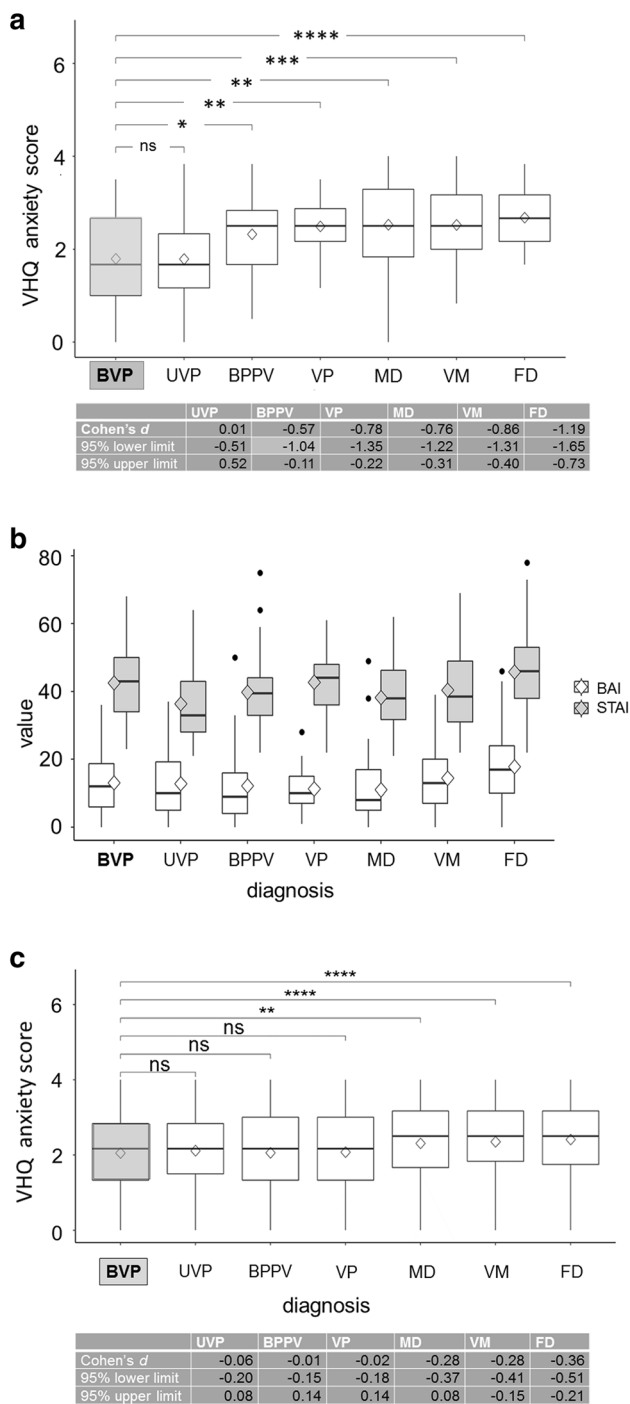 a
****
6
***
**
**
*
ns
4
VHQ anxiety score
2
0
BVP UVP BPPV VP MD VM FD
UVP BPPV VP MD VM FD
Cohen's d 0.01 -0.57 -0.78 -0.76 -0.86 -1.19
95% lower limit -0.51 -1.04 -1.35 -1.22 -1.31 -1.65
95% upper limit 0.52 -0.11 -0.22 -0.31 -0.40 -0.73
b
80
60
40
BAI
STAI
value
20
0
BVP UVP BPPV VP MD VM FD
diagnosis
c
****
6
****
**
ns
ns
ns
4
VHQ anxiety score
2
0
BVP UVP BPPV VP MD VM FD
diagnosis
UVP BPPV VP MD VM FD
Cohen's d -0.06 -0.01 -0.02 -0.28 -0.28 -0.36
95% lower limit -0.20 -0.15 -0.18 -0.37 -0.41 -0.51
95% upper limit 0.08 0.14 0.14 0.08 -0.15 -0.21